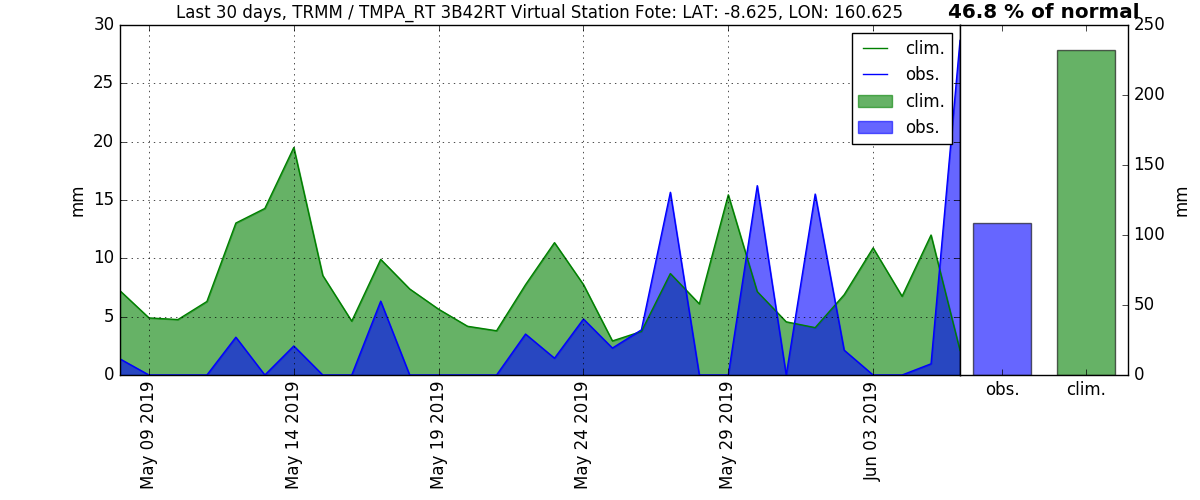 Last 30 days, TRMM / TMPA_RT 3B42RT Virtual Station Fote: LAT: -8.625, LON: 160.625
46.8 % of normal
30
25
20
15
10
5
0
mm
clim.
obs.
clim.
obs.
250
200
150
100
50
0
mm
obs.
clim.
May 09 2019
May 14 2019
May 19 2019
May 24 2019
May 29 2019
Jun 03 2019